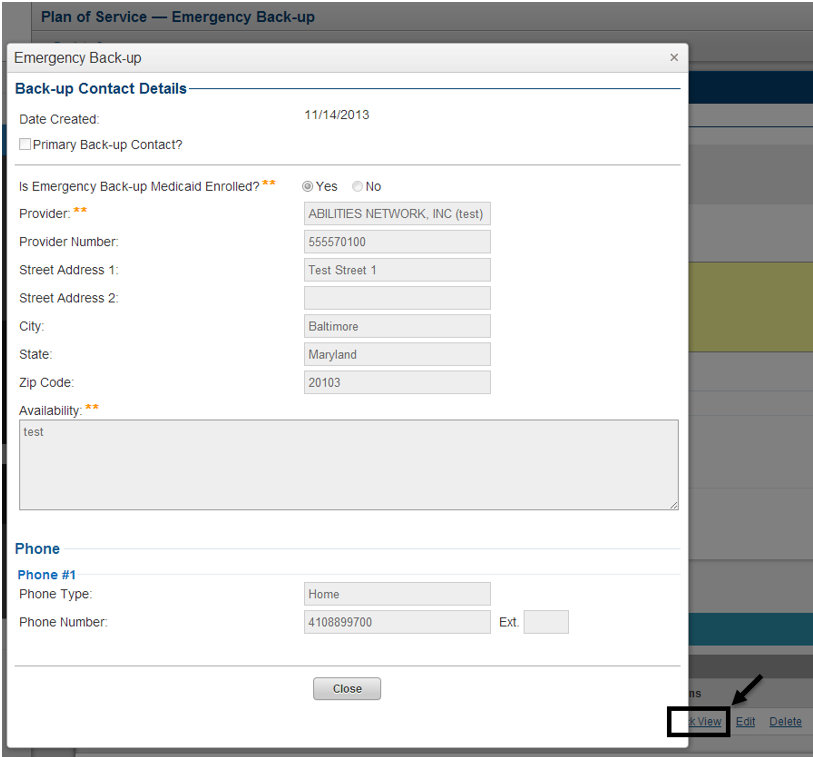 Plan of Service — Emergency Back-up
Emergency Back-up ×
Back-up Contact Details
Date Created: 11/14/2013
Primary Back-up Contact?
Is Emergency Back-up Medicaid Enrolled? ** Yes No
Provider: ** ABILITIES NETWORK, INC (test)
Provider Number: 555570100
Street Address 1: Test Street 1
Street Address 2:
City: Baltimore
State: Maryland
Zip Code: 20103
Availability: **
test
Phone
Phone #1
Phone Type: Home
Phone Number: 4108899700 Ext.
Close
View Edit Delete